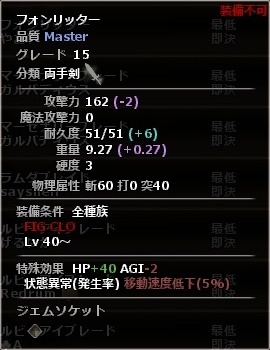 装備不可
フォンリッター
品質 Master
グレード 15
分類 両手剣
攻撃力 162 (-2)
魔法攻撃力 0
耐久度 51/51 (+6)
重量 9.27 (+0.27)
硬度 3
物理属性 斬60 打0 突40
装備条件 全種族
FIG CLO
Lv 40～
特殊効果 HP+40 AGI-2
状態異常(発生率) 移動速度低下(5%)
ジェムソケット